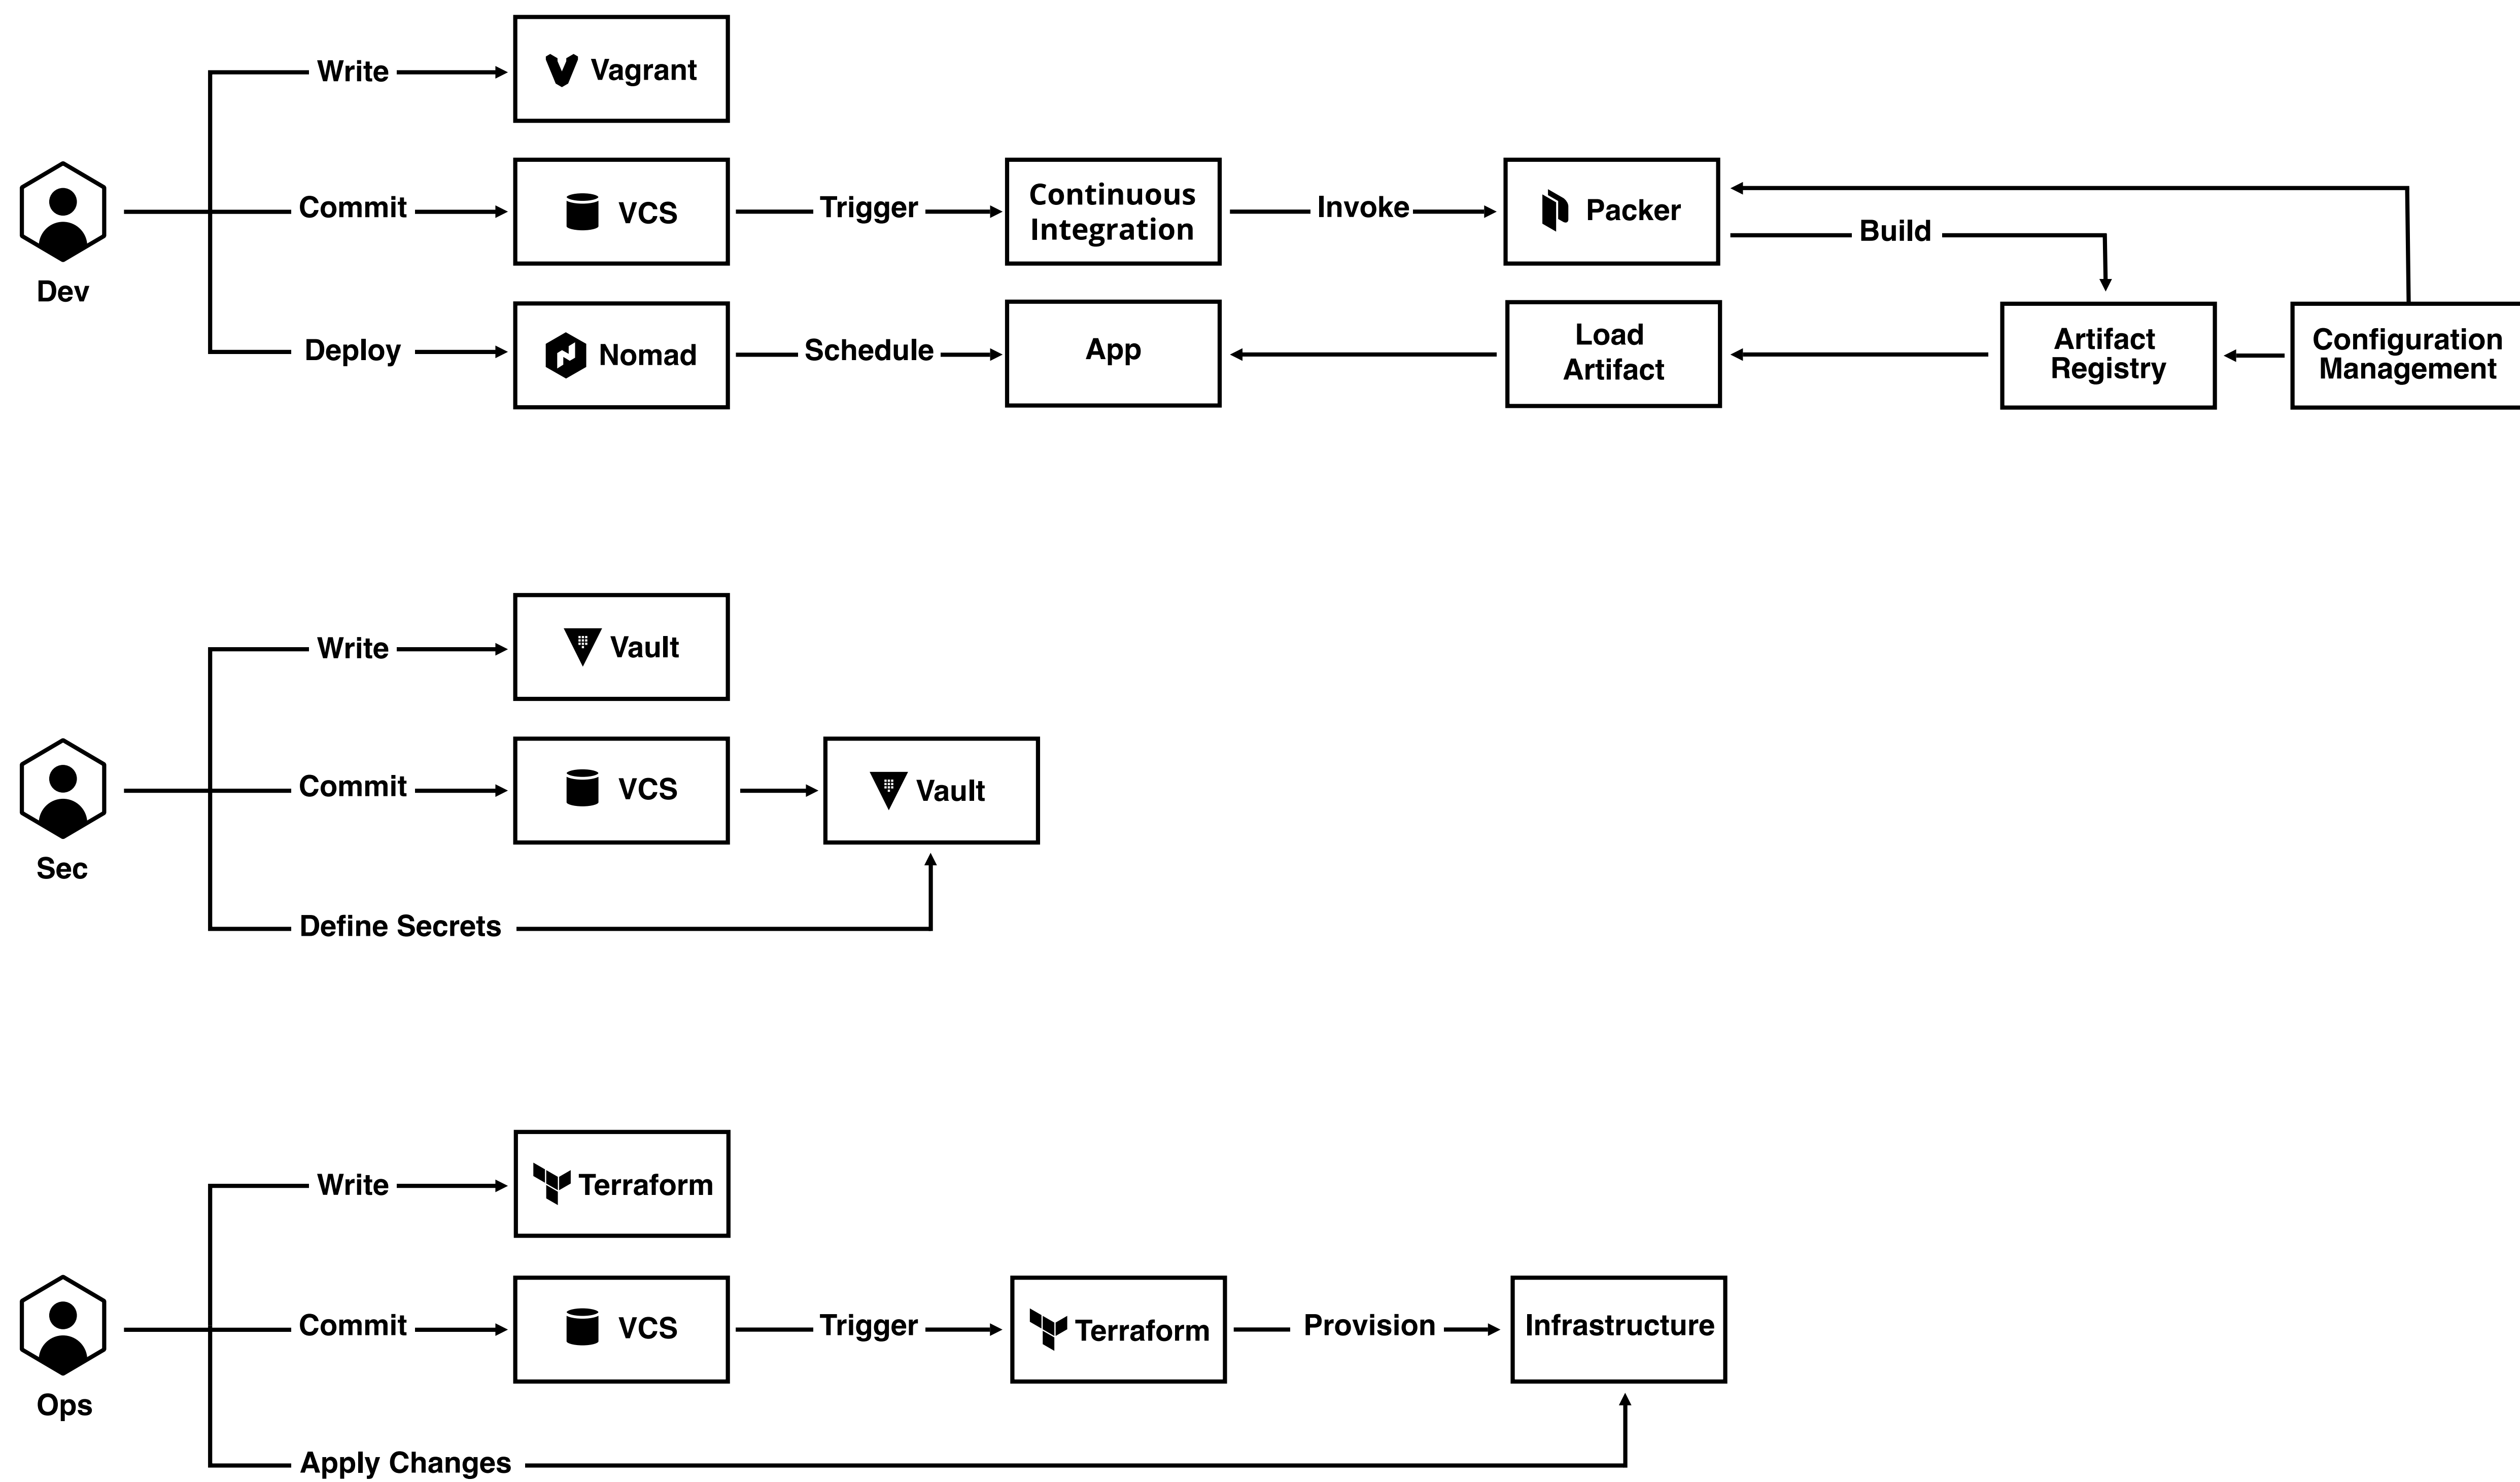 Write
Vagrant
Dev
Commit
VCS
Trigger
Continuous
Integration
Invoke
Packer
Build
Deploy
Nomad
Schedule
App
Load
Artifact
Artifact
Registry
Configuration
Management
Write
Vault
Sec
Commit
VCS
Vault
Define Secrets
Write
Terraform
Ops
Commit
VCS
Trigger
Terraform
Provision
Infrastructure
Apply Changes